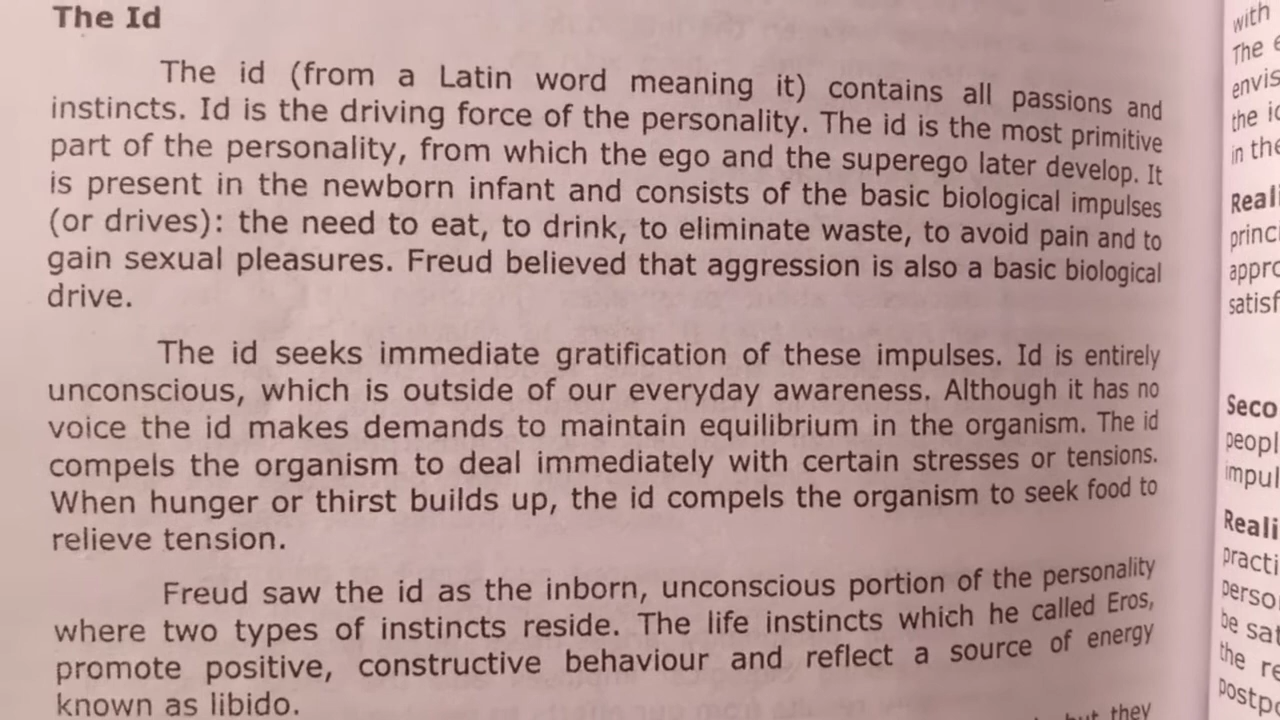 The Id
The id (from a Latin word meaning it) contains all passions and
instincts. Id is the driving force of the personality. The id is the most primitive
part of the personality, from which the ego and the superego later develop. It
is present in the newborn infant and consists of the basic biological impulses
(or drives): the need to eat, to drink, to eliminate waste, to avoid pain and to
gain sexual pleasures. Freud believed that aggression is also a basic biological
drive.
The id seeks immediate gratification of these impulses. Id is entirely
unconscious, which is outside of our everyday awareness. Although it has no
voice the id makes demands to maintain equilibrium in the organism. The id
compels the organism to deal immediately with certain stresses or tensions.
When hunger or thirst builds up, the id compels the organism to seek food to
relieve tension.
Freud saw the id as the inborn, unconscious portion of the personality
where two types of instincts reside. The life instincts which he called Eros,
promote positive, constructive behaviour and reflect a source of energy
known as libido.
but they
with
The
the
in the
the